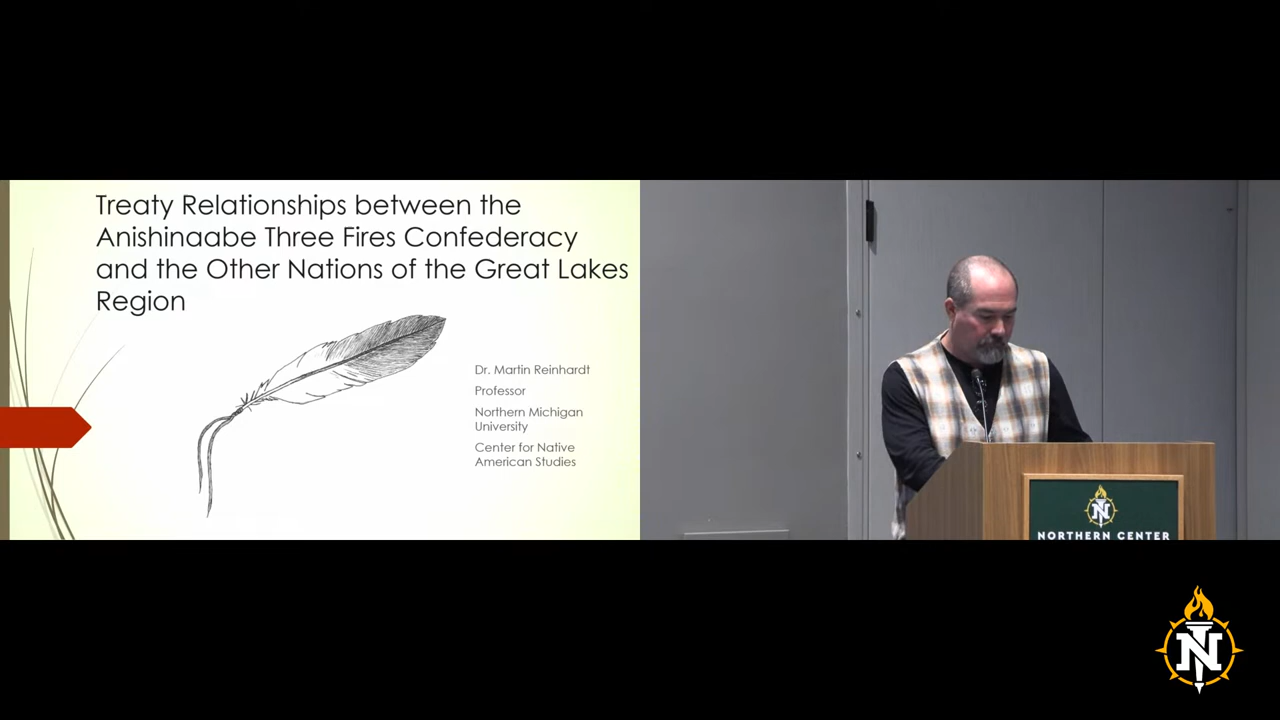 Treaty Relationships between the
Anishinaabe Three Fires Confederacy
and the Other Nations of the Great Lakes
Region
Dr. Martin Reinhardt
Professor
Northern Michigan
University
Center for Native
American Studies
N
NORTHERN CENTER
N